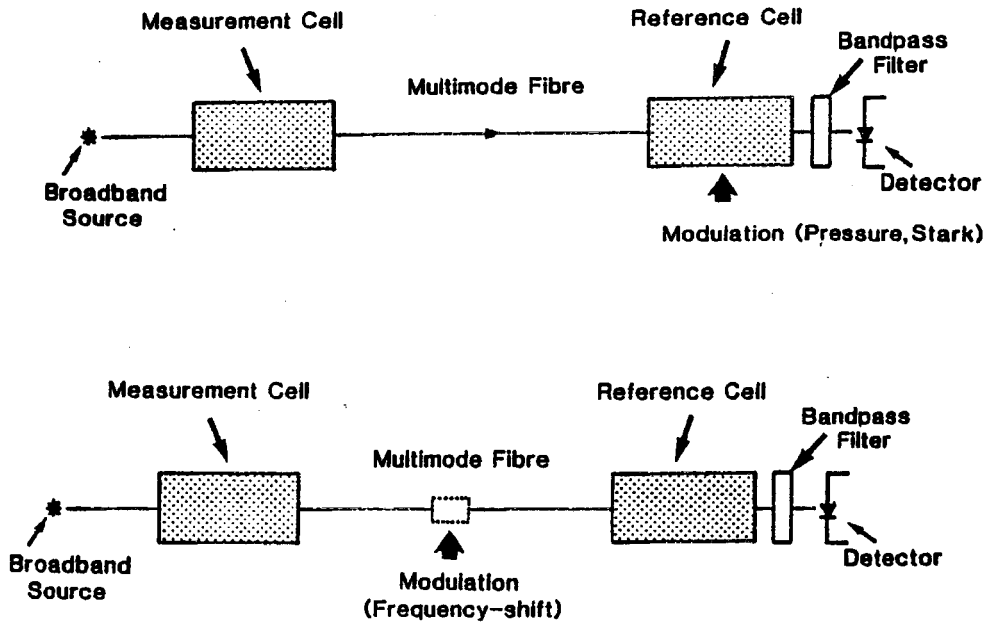 Measurement Cell
Reference Cell
Bandpass
Filter
Multimode Fibre
Broadband
Source
Detector
Modulation (Pressure,Stark)
Measurement Cell
Reference Cell
Bandpass
Filter
Multimode Fibre
Broadband
Source
Detector
Modulation
(Frequency-shift)